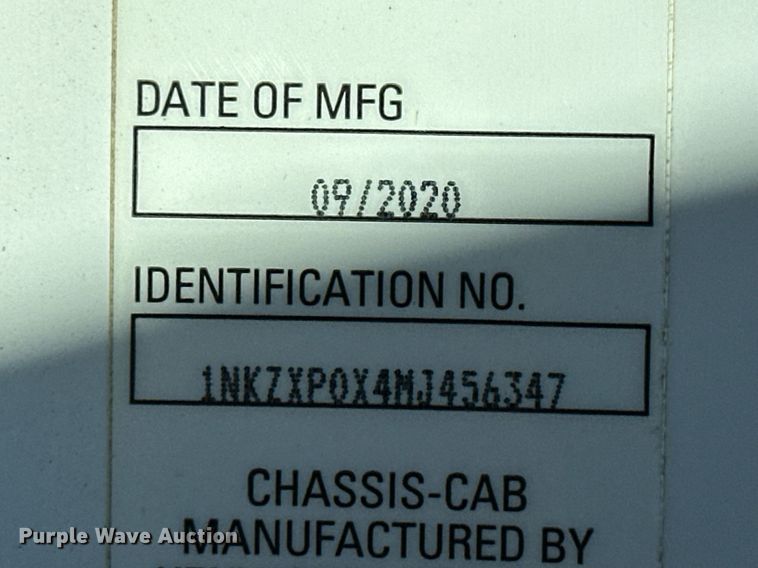 DATE OF MFG
09/2020
IDENTIFICATION NO.
1NKZXP0X4MJ456347
CHASSIS-CAB
MANUFACTURED BY
Purple Wave Auction